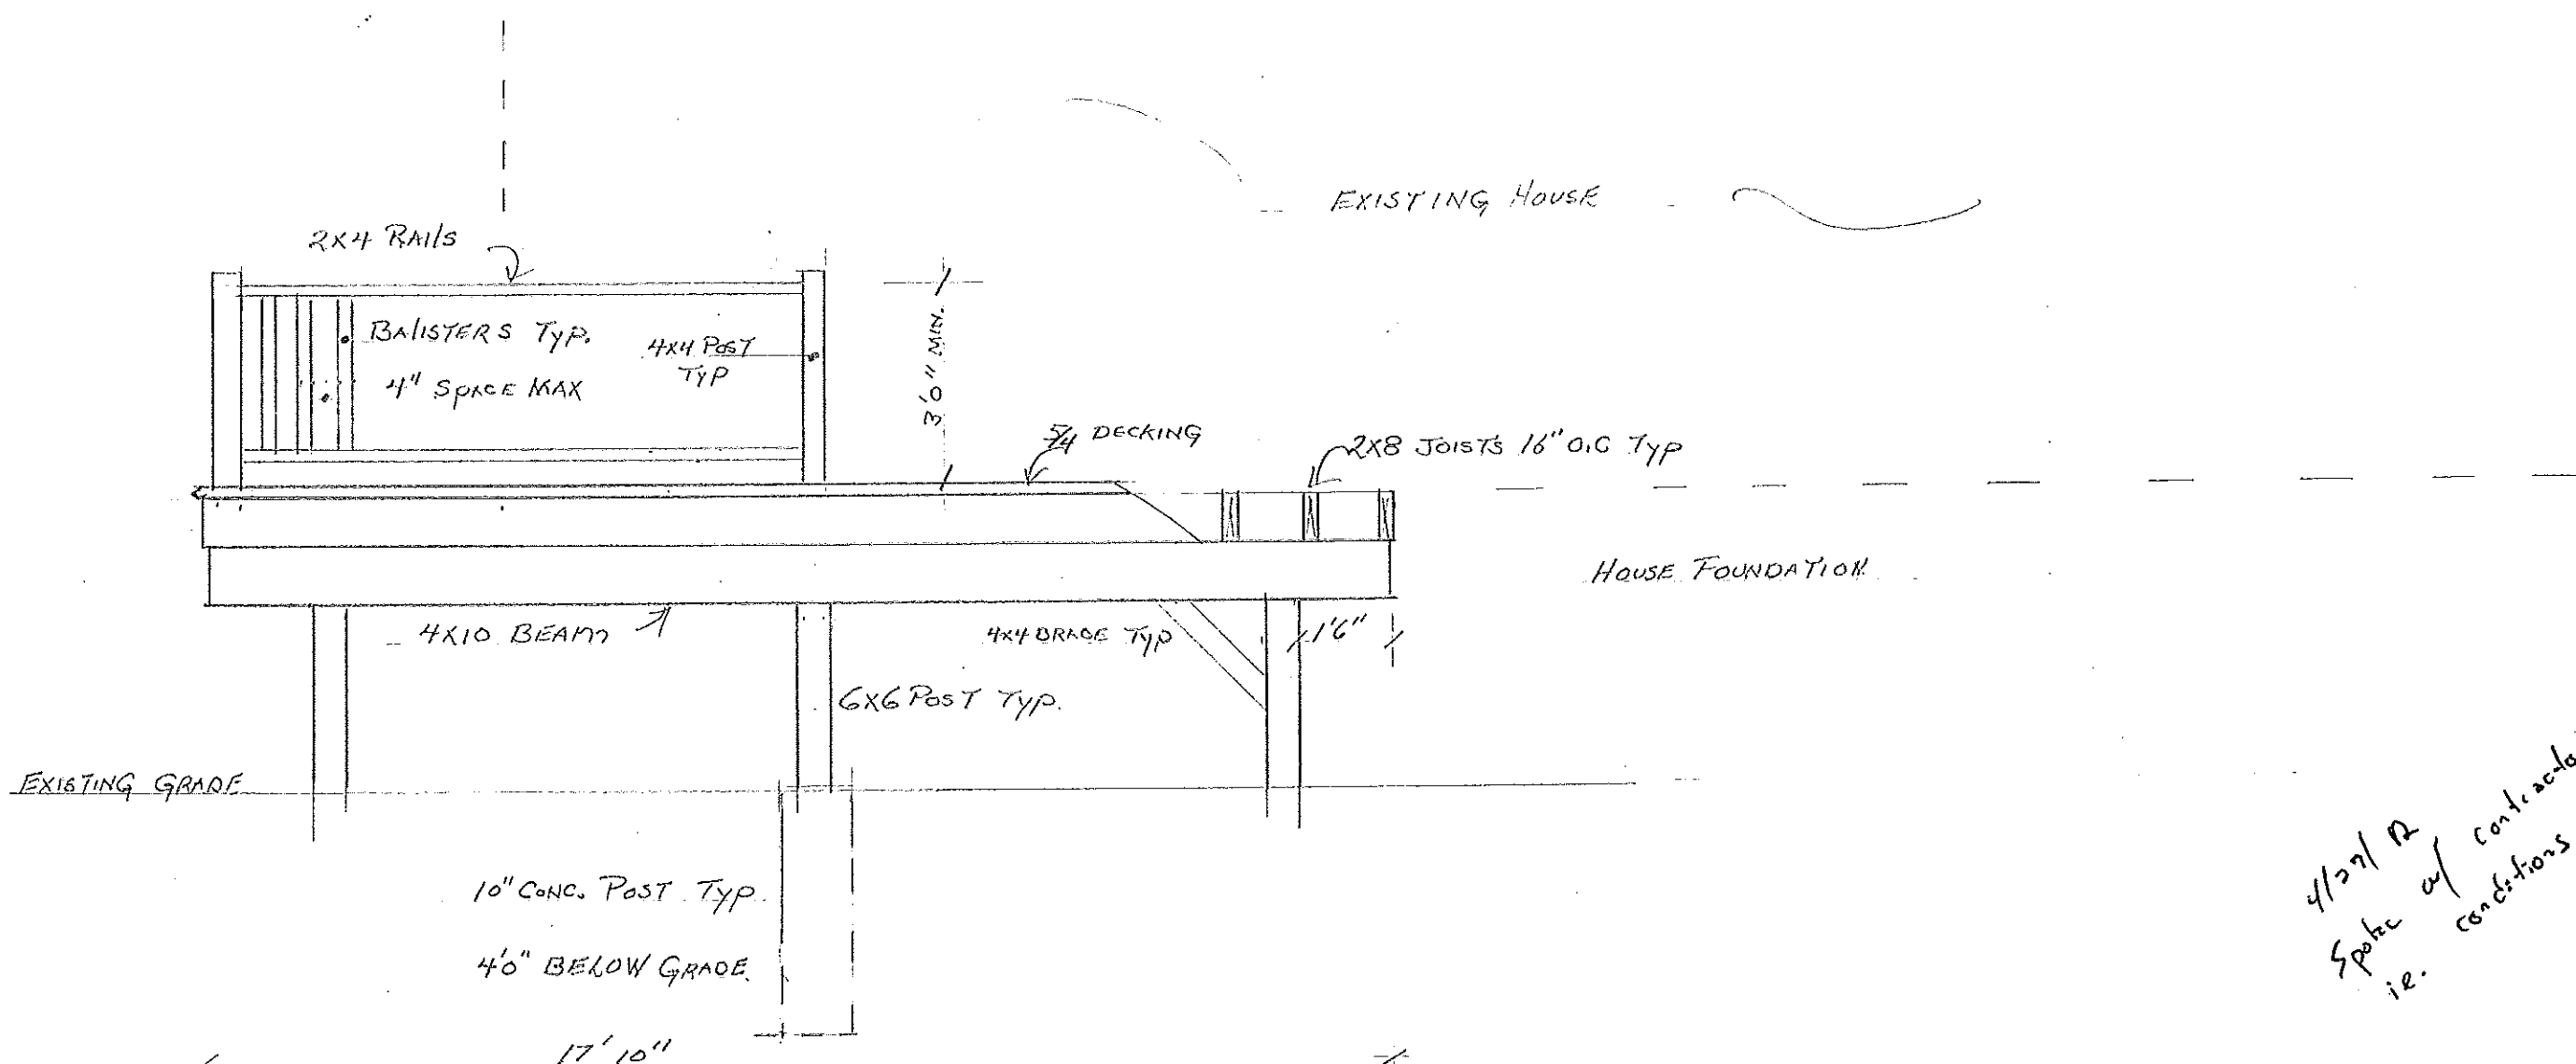 EXISTING HOUSE
2X4 RAILS
BALISTERS TYP.
4" SPACE MAX
4X4 POST
TYP
3'0" MIN.
5/4 DECKING
2X8 JOISTS 16" O.C TYP
HOUSE FOUNDATION
4X10 BEAM
4X4 BRACE TYP
1'6"
6X6 POST TYP.
EXISTING GRADE
10" CONC. POST TYP.
4'0" BELOW GRADE
17'10"
Spoke w/
ie. conditions